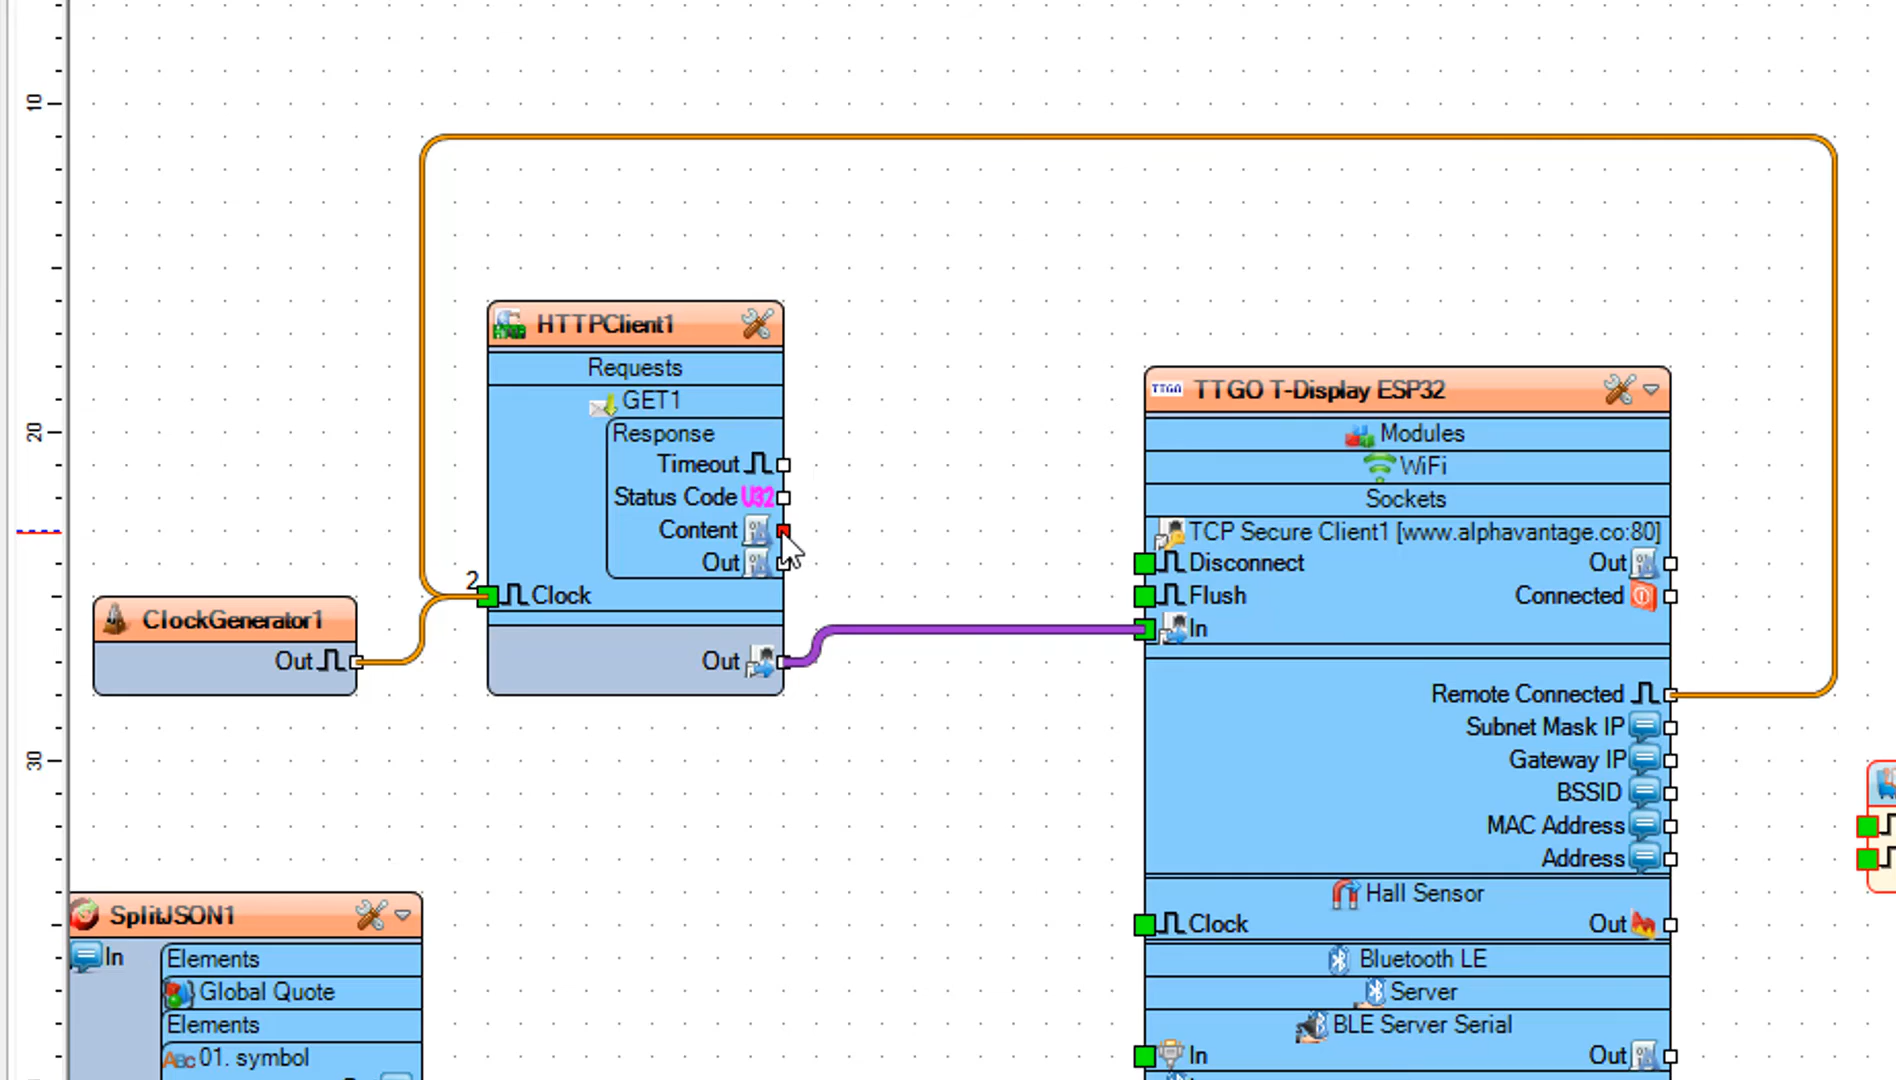 10
20
30
HTTPClient1
Requests
GET1
Response
Timeout
Status Code U32
Content
Out
2
Clock
Out
ClockGenerator1
Out
TTGO TTGO T-Display ESP32
Modules
WiFi
Sockets
TCP Secure Client1 [www.alphavantage.co:80]
Disconnect Out
Flush Connected
In
Remote Connected
Subnet Mask IP
Gateway IP
BSSID
MAC Address
Address
Hall Sensor
Clock Out
Bluetooth LE
Server
BLE Server Serial
In Out
SplitJSON1
In Elements
Global Quote
Elements
Abc 01. symbol